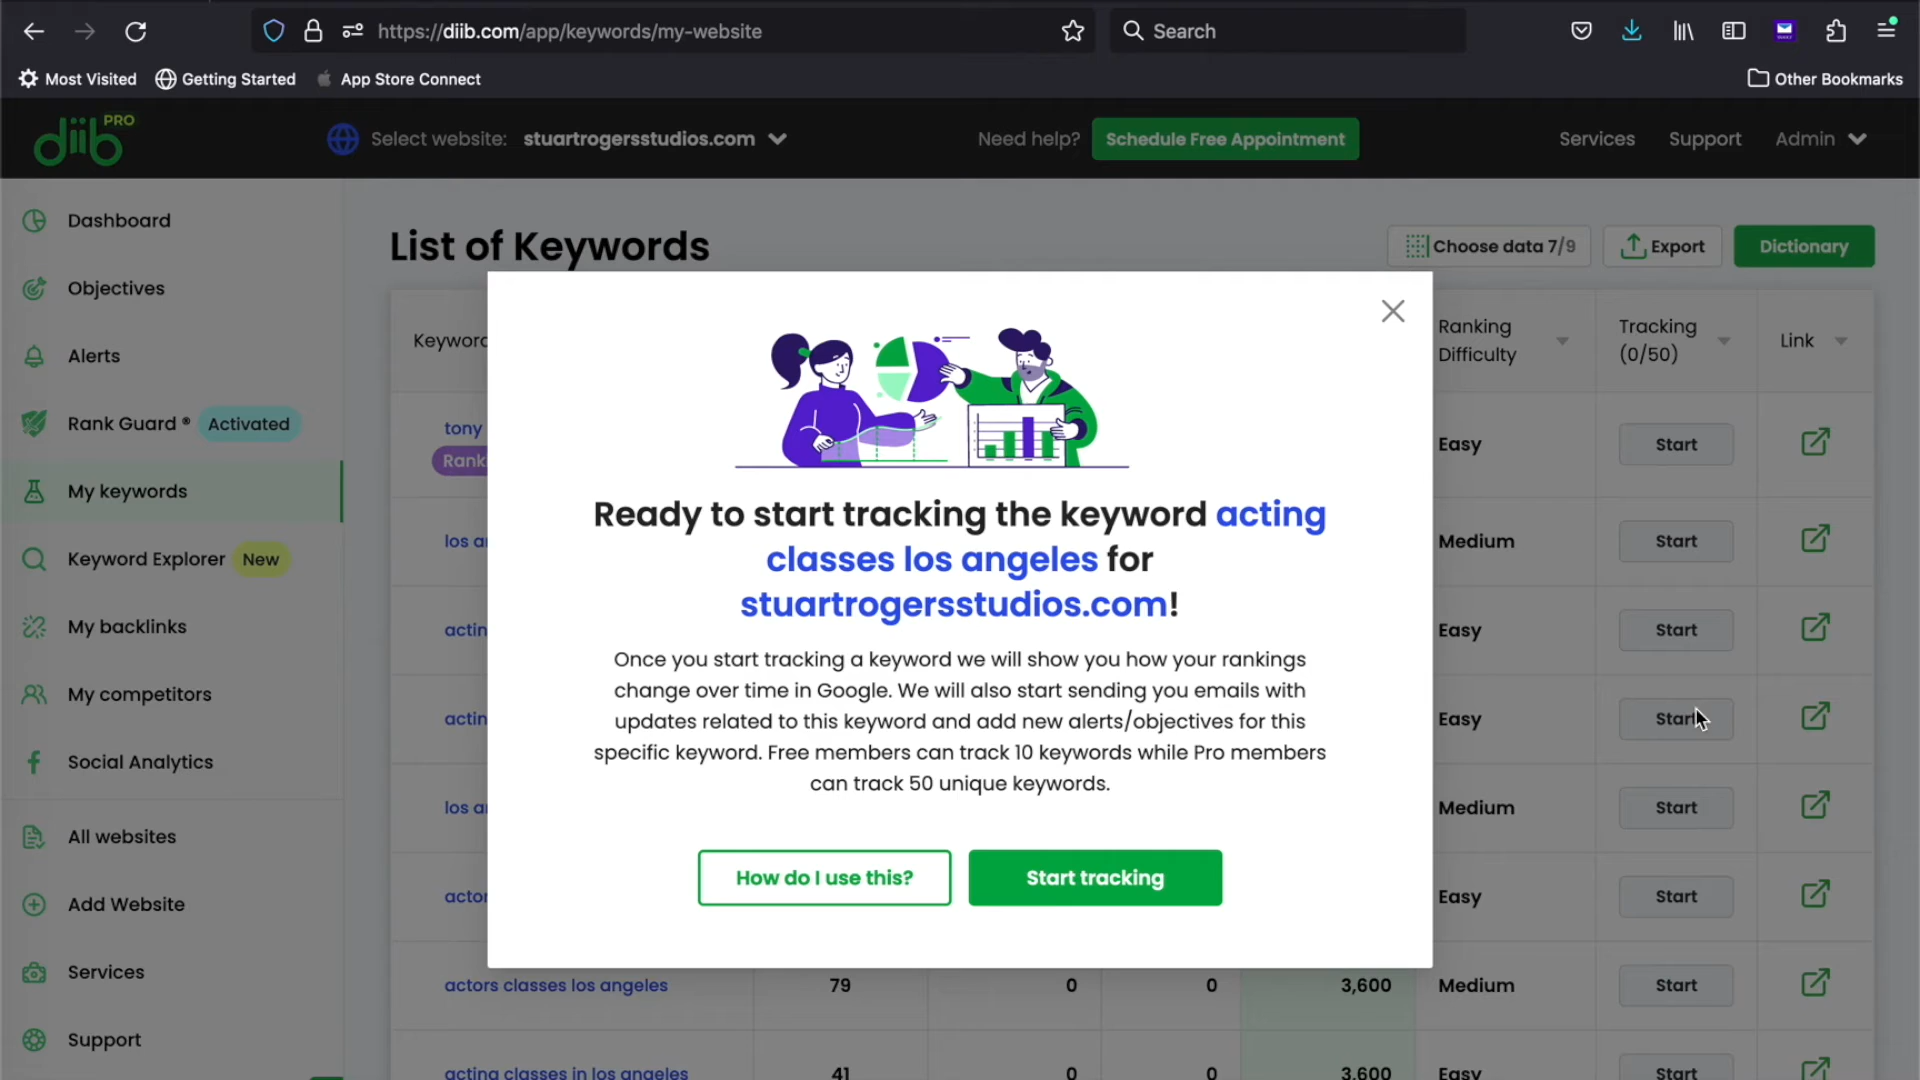 https://diib.com/app/keywords/my-website
Search
Most Visited
Getting Started
App Store Connect
Other Bookmarks
diib PRO
Select website: stuartrogersstudios.com
Need help?
Schedule Free Appointment
Services
Support
Admin
Dashboard
Objectives
Alerts
Rank Guard ® Activated
My keywords
Keyword Explorer New
My backlinks
My competitors
Social Analytics
All websites
Add Website
Services
Support
List of Keywords
Choose data 7/9
Export
Dictionary
Ranking
Difficulty
Tracking
(0/50)
Link
tony
Easy
Start
Medium
Start
Easy
Start
Easy
Start
Medium
Start
Easy
Start
actors classes los angeles 79 0 0 3,600 Medium Start
acting classes in los angeles 41 0 0 3,600 Easy Start
Ready to start tracking the keyword acting
classes los angeles for
stuartrogersstudios.com!
Once you start tracking a keyword we will show you how your rankings
change over time in Google. We will also start sending you emails with
updates related to this keyword and add new alerts/objectives for this
specific keyword. Free members can track 10 keywords while Pro members
can track 50 unique keywords.
How do I use this?
Start tracking